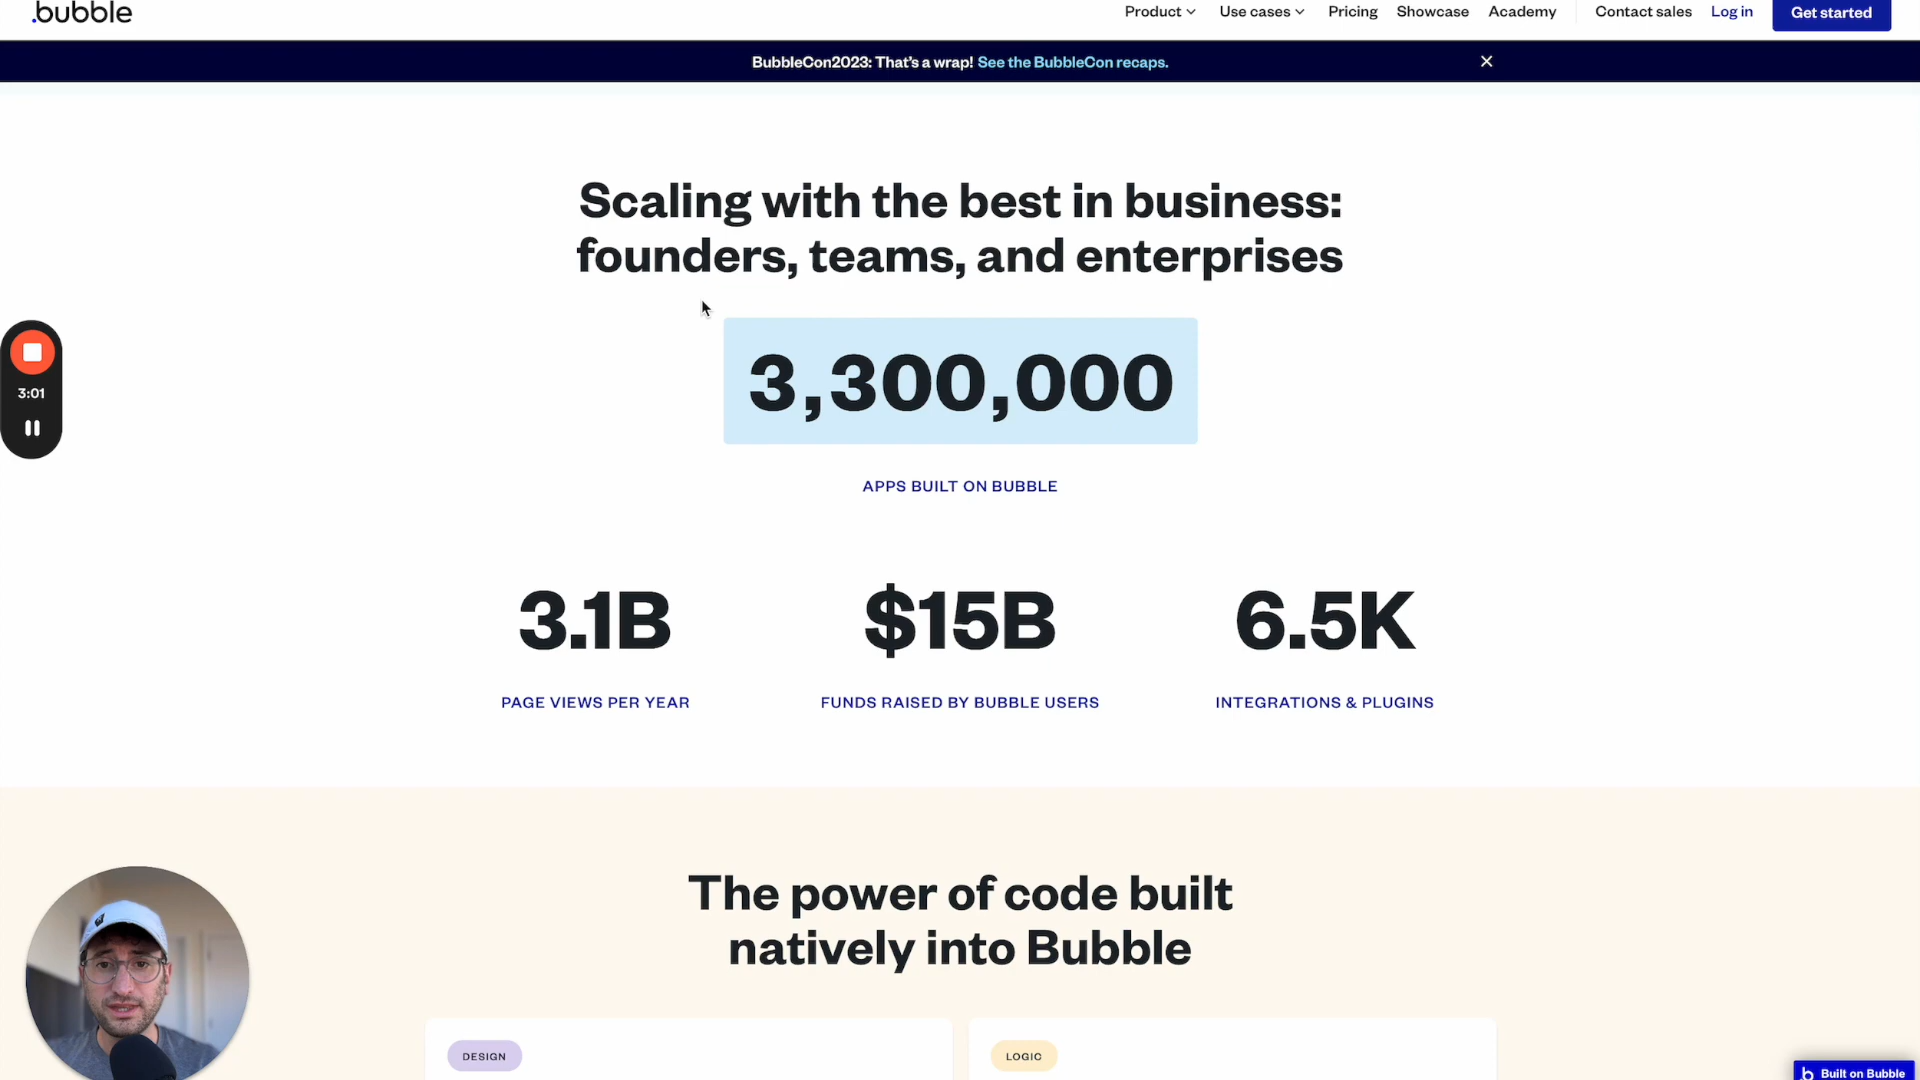 .bubble
Product
Use cases
Pricing
Showcase
Academy
Contact sales
Log in
Get started
BubbleCon2023: That's a wrap! See the BubbleCon recaps.
Scaling with the best in business:
founders, teams, and enterprises
3,300,000
APPS BUILT ON BUBBLE
3:01
3.1B
PAGE VIEWS PER YEAR
$15B
FUNDS RAISED BY BUBBLE USERS
6.5K
INTEGRATIONS & PLUGINS
The power of code built
natively into Bubble
DESIGN
LOGIC
b Built on Bubble